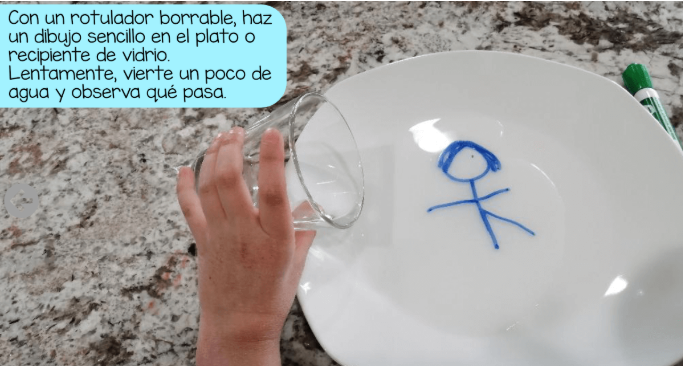 Con un rotulador borrable, haz
un dibujo sencillo en el plato o
recipiente de vidrio.
Lentamente, vierte un poco de
agua y observa qué pasa.